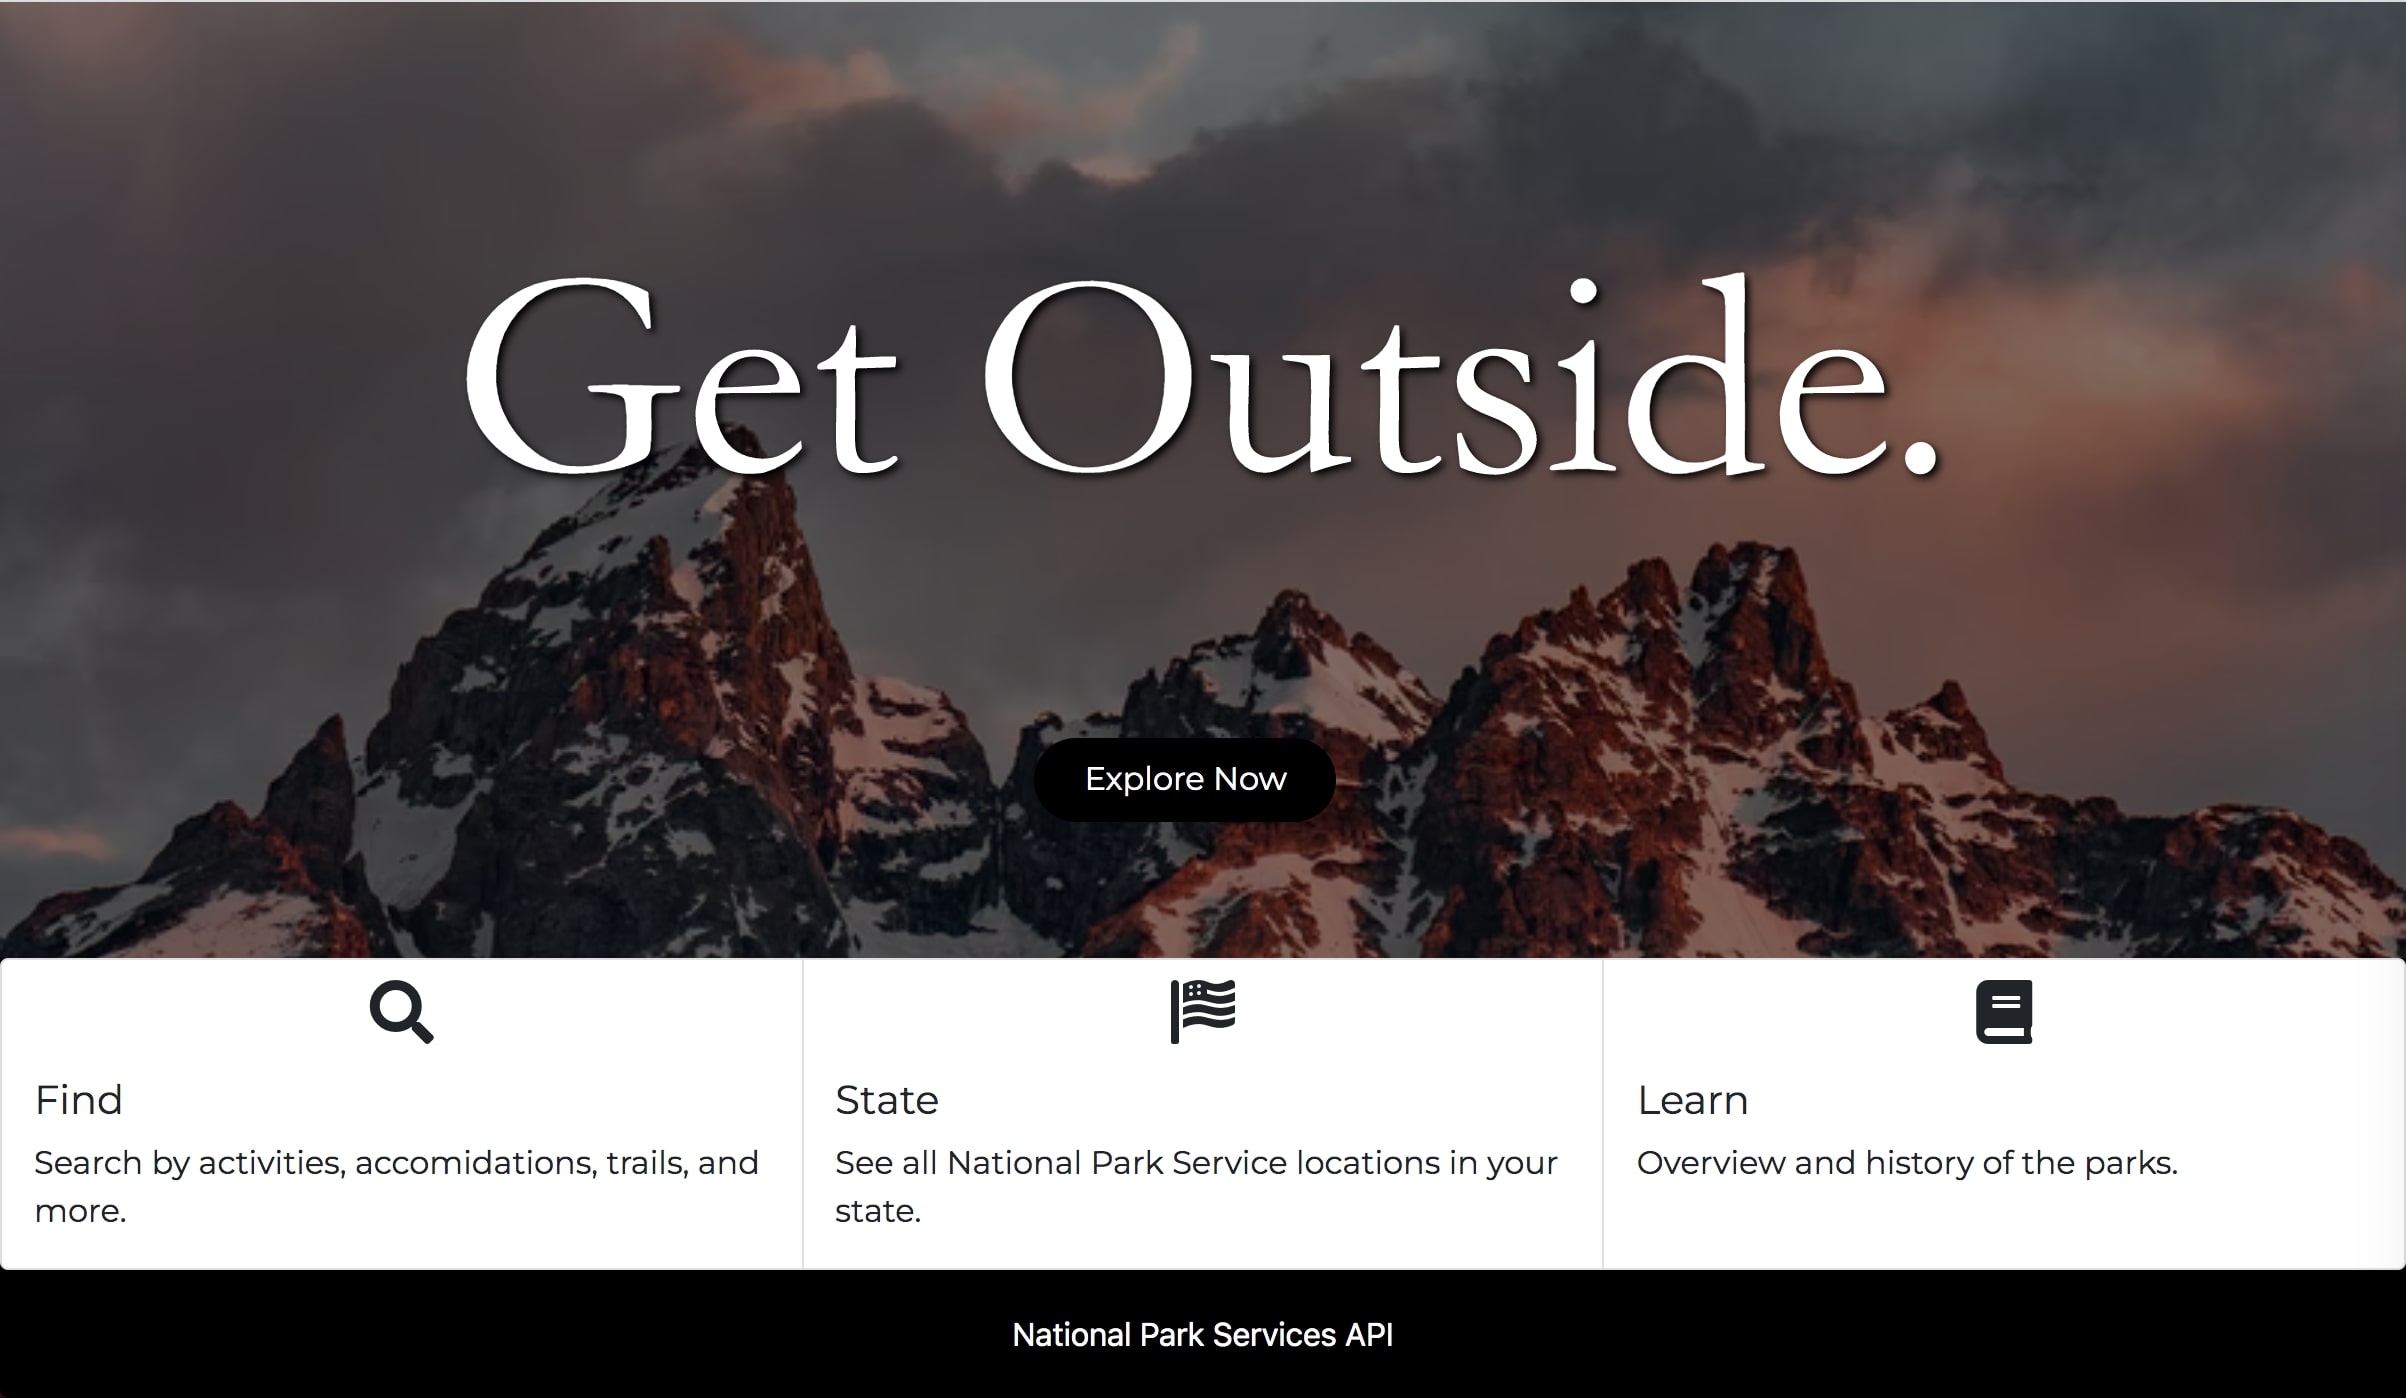 Get Outside.
Explore Now
Find
Search by activities, accomidations, trails, and
more.
State
See all National Park Service locations in your
state.
Learn
Overview and history of the parks.
National Park Services API